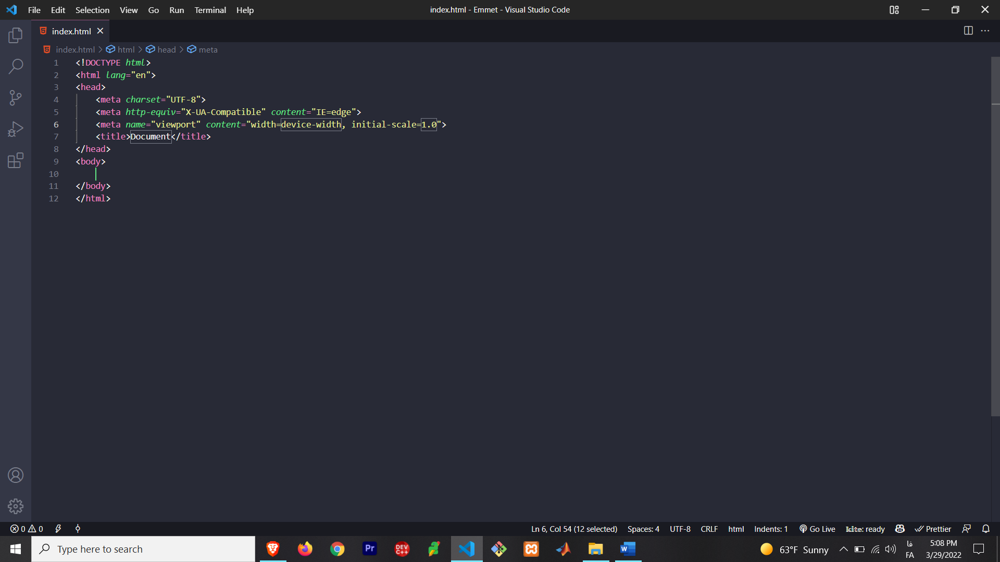 File Edit Selection View Go Run Terminal Help
index.html - Emmet - Visual Studio Code
index.html
index.html > html > head > meta
1 <!DOCTYPE html>
2 <html lang="en">
3 <head>
4 <meta charset="UTF-8">
5 <meta http-equiv="X-UA-Compatible" content="IE=edge">
6 <meta name="viewport" content="width=device-width, initial-scale=1.0">
7 <title>Document</title>
8 </head>
9 <body>
10
11 </body>
12 </html>
0 0 Ln 6, Col 54 (12 selected) Spaces: 4 UTF-8 CRLF html Indents: 1 Go Live kite: ready Prettier
Type here to search
Pr
DEV C++
W
63°F Sunny
فا
FA
5:08 PM
3/29/2022